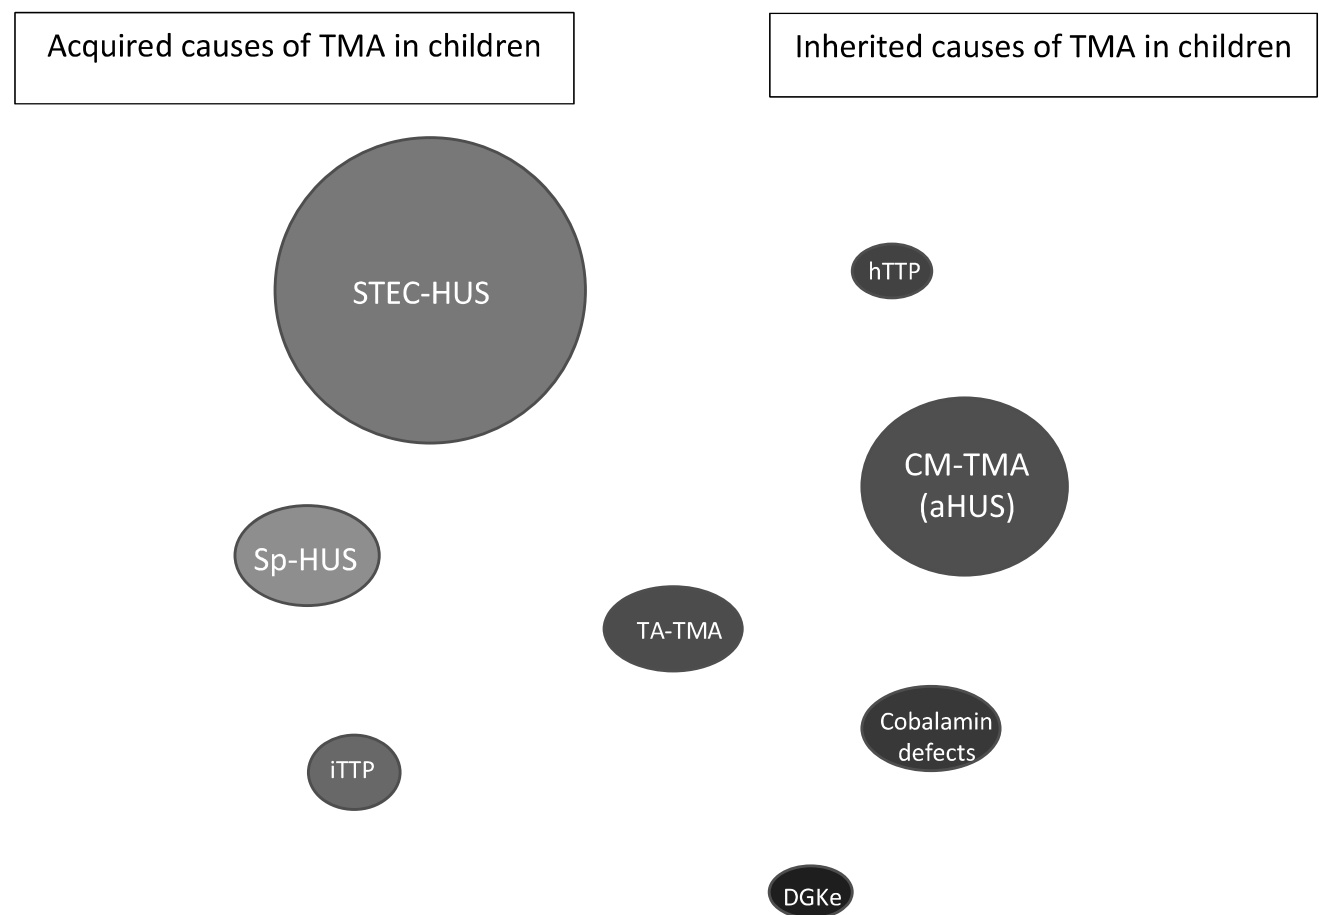 Acquired causes of TMA in children
Inherited causes of TMA in children
STEC-HUS
hTTP
CM-TMA
(aHUS)
Sp-HUS
TA-TMA
Cobalamin
defects
iTTP
DGKe